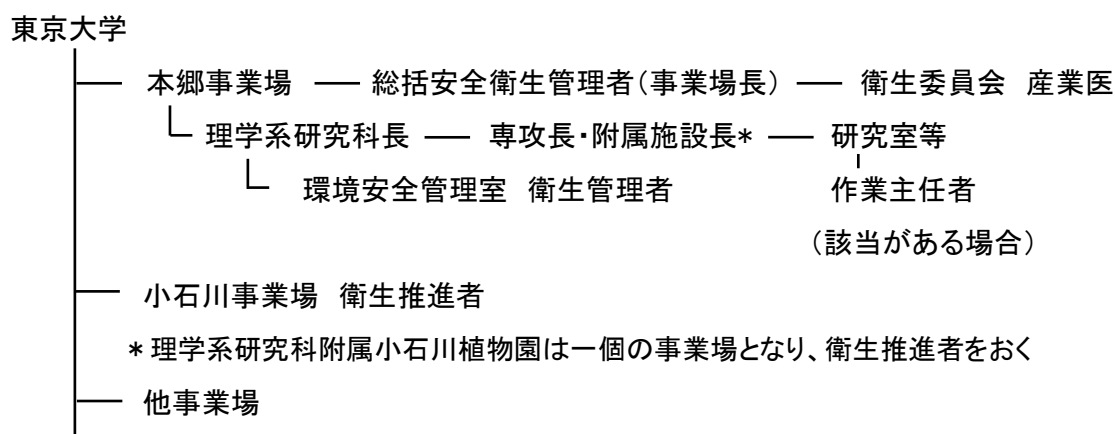 東京大学
本郷事業場 総括安全衛生管理者(事業場長) 衛生委員会 産業医
理学系研究科長 専攻長・附属施設長* 研究室等
環境安全管理室 衛生管理者 作業主任者
(該当がある場合)
小石川事業場 衛生推進者
*理学系研究科附属小石川植物園は一個の事業場となり、衛生推進者をおく
他事業場